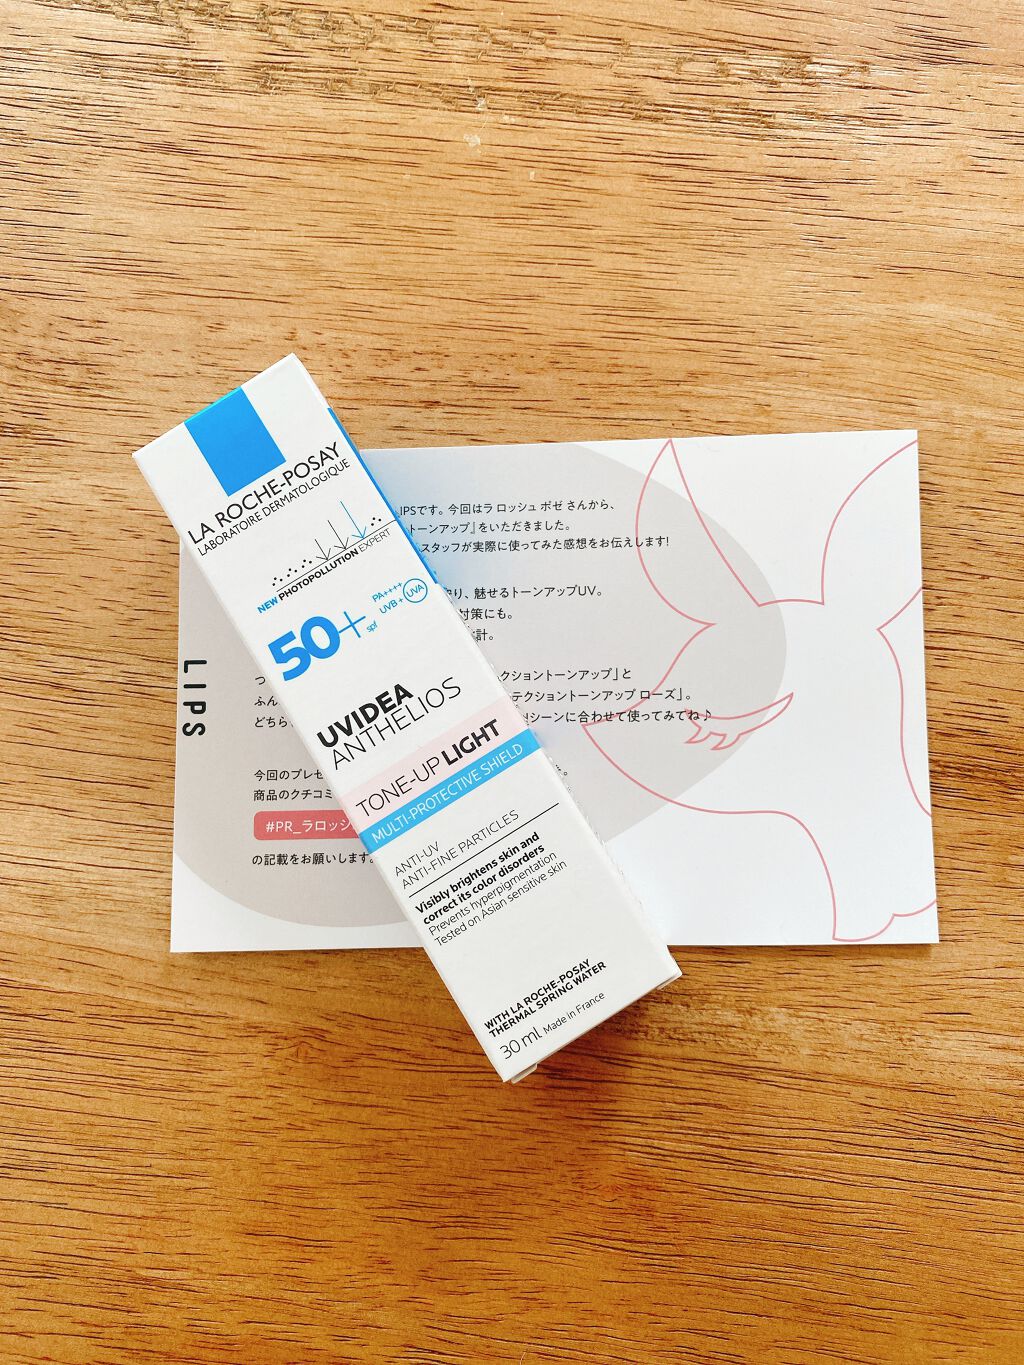 LA ROCHE-POSAY
LABORATOIRE DERMATOLOGIQUE
NEW PHOTOPOLLUTION EXPERT
50+ spf
PA++++
UVB + UVA
UVIDEA
ANTHELIOS
TONE-UP LIGHT
MULTI-PROTECTIVE SHIELD
ANTI-UV
ANTI-FINE PARTICLES
Visibly brightens skin and
correct its color disorders
Prevents hyperpigmentation
Tested on Asian sensitive skin
WITH LA ROCHE-POSAY
THERMAL SPRING WATER
30 ml Made in France
LIPS
IPSです。今回はラ ロッシュ ポゼ さんから、
トーンアップ』をいただきました。
スタッフが実際に使ってみた感想をお伝えします!
り、魅せるトーンアップUV。
対策にも。
計。
つ
クショントーンアップ」と
ふん
テクショントーンアップ ローズ」。
どちら
シーンに合わせて使ってみてね♪
今回のプレゼ
商品のクチコミ
#PR_ラロッシ
の記載をお願いします。